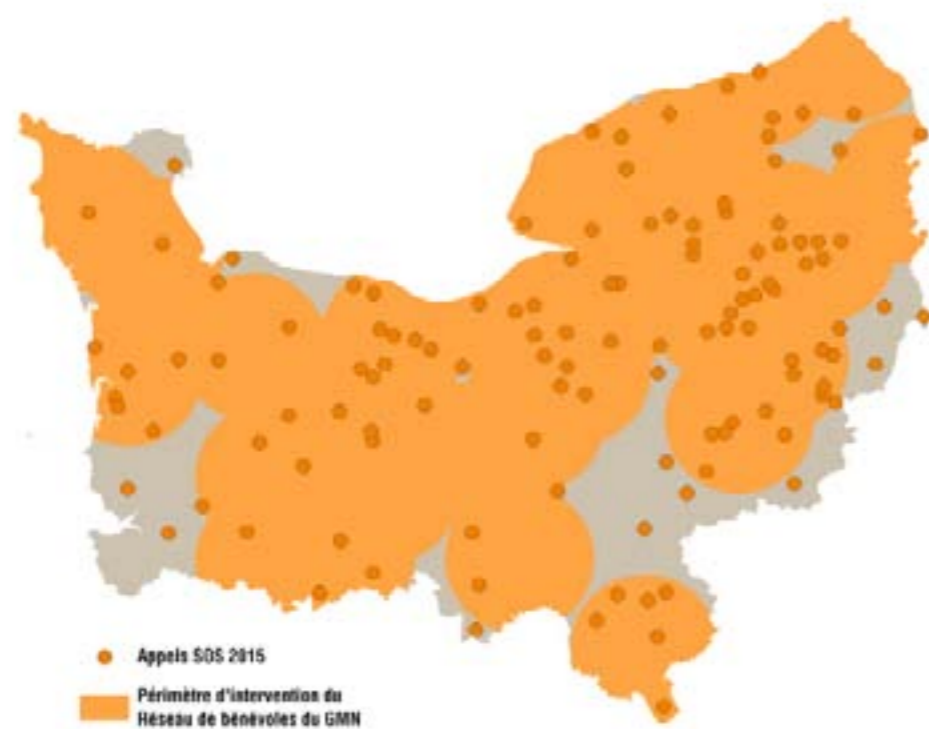 Appels SOS 2015
Périmètre d'intervention du
Réseau de bénévoles du GMN